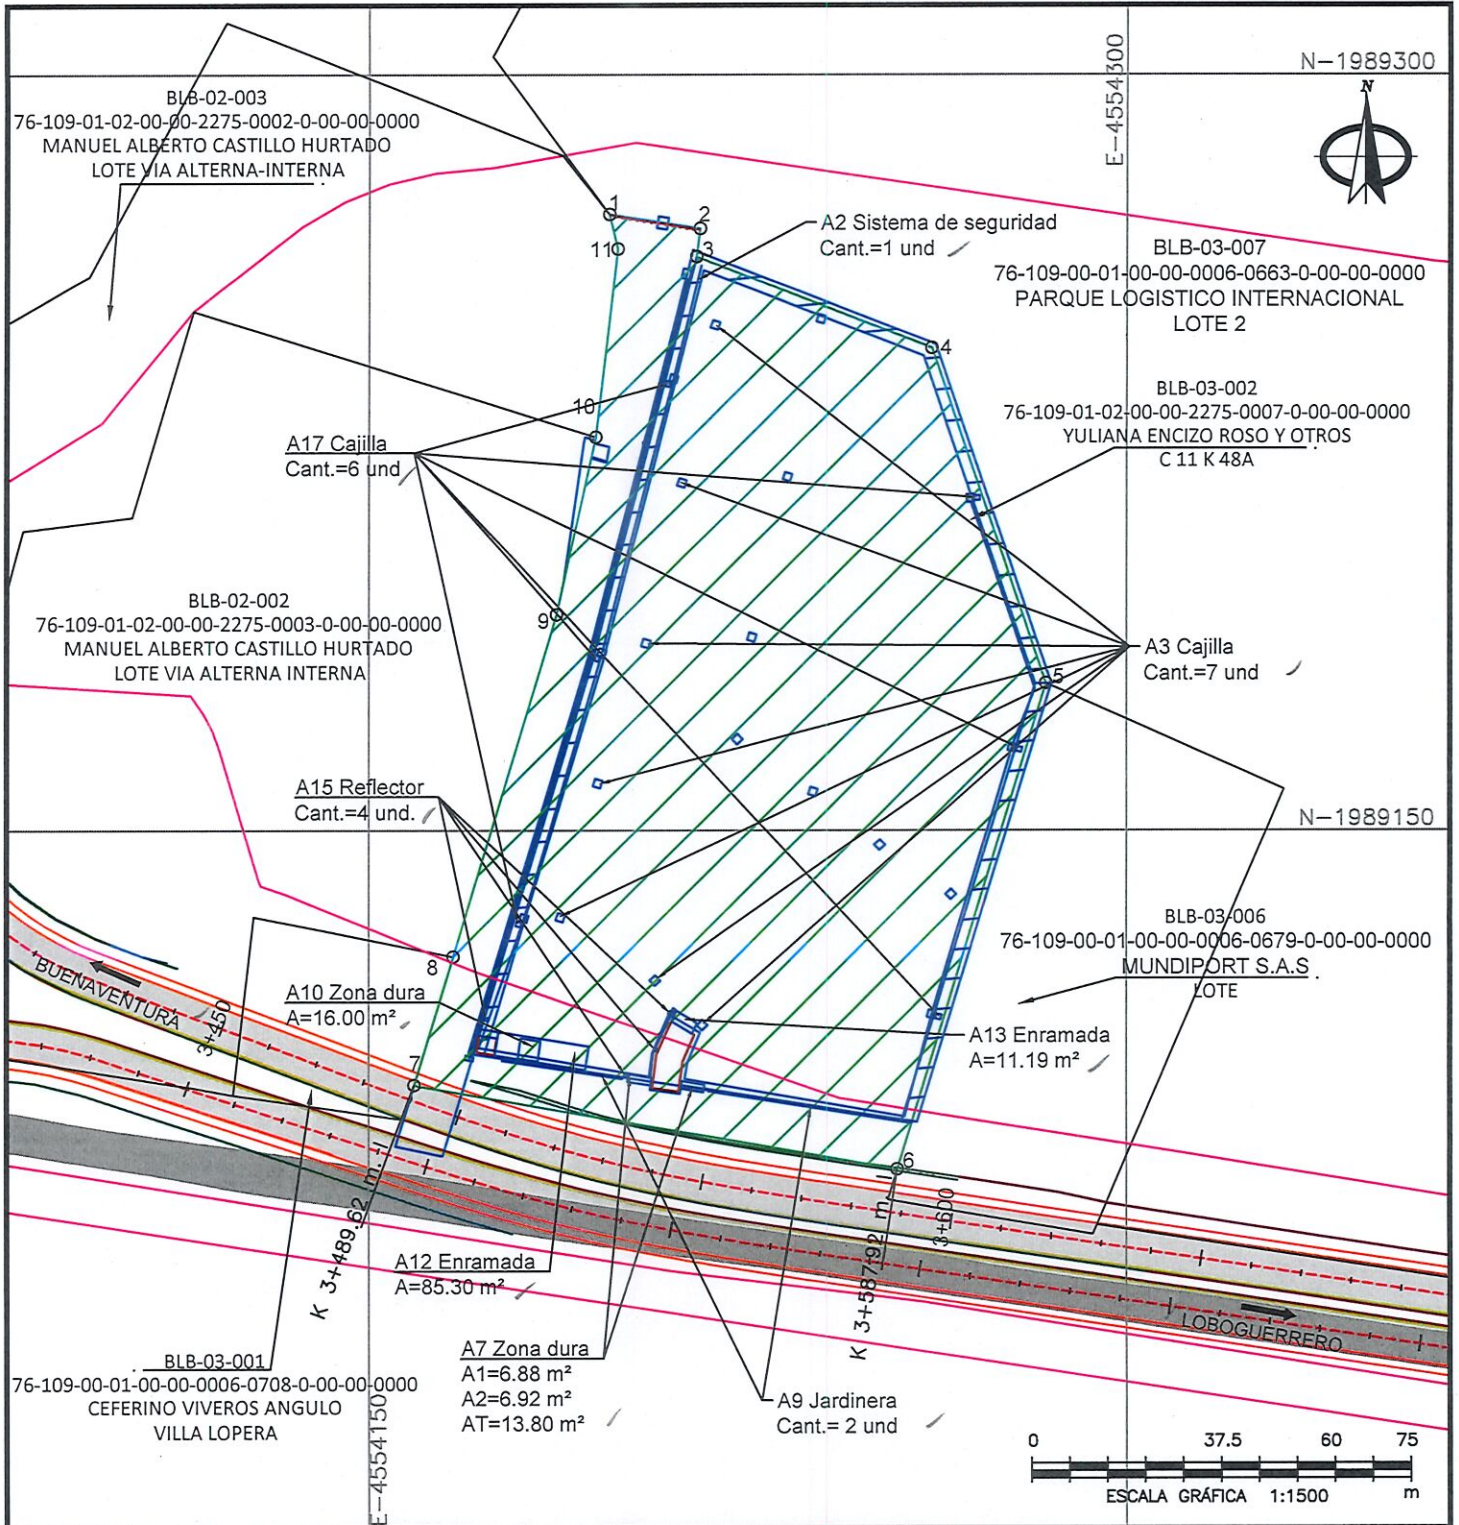 N-1989300
E-4554300
N
BLB-02-003
76-109-01-02-00-00-2275-0002-0-00-00-0000
MANUEL ALBERTO CASTILLO HURTADO
LOTE VIA ALTERNA-INTERNA
1
2
3
11
A2 Sistema de seguridad
Cant.=1 und
BLB-03-007
76-109-00-01-00-00-0006-0663-0-00-00-0000
PARQUE LOGISTICO INTERNACIONAL
LOTE 2
4
BLB-03-002
76-109-01-02-00-00-2275-0007-0-00-00-0000
YULIANA ENCIZO ROSO Y OTROS
C 11 K 48A
10
A17 Cajilla
Cant.=6 und
BLB-02-002
76-109-01-02-00-00-2275-0003-0-00-00-0000
MANUEL ALBERTO CASTILLO HURTADO
LOTE VIA ALTERNA INTERNA
9
A3 Cajilla
Cant.=7 und
5
A15 Reflector
Cant.=4 und.
N-1989150
BLB-03-006
76-109-00-01-00-00-0006-0679-0-00-00-0000
MUNDIPORT S.A.S
LOTE
8
BUENAVENTURA
A10 Zona dura
A=16.00 m²
3+450
A13 Enramada
A=11.19 m²
7
6
K 3+489.62 m.
K 3+587.92 m.
3+600
A12 Enramada
A=85.30 m²
LOBOGUERRERO
BLB-03-001
76-109-00-01-00-00-0006-0708-0-00-00-0000
CEFERINO VIVEROS ANGULO
VILLA LOPERA
A7 Zona dura
A1=6.88 m²
A2=6.92 m²
AT=13.80 m²
A9 Jardinera
Cant.= 2 und
E-4554150
0 37.5 60 75
ESCALA GRÁFICA 1:1500 m